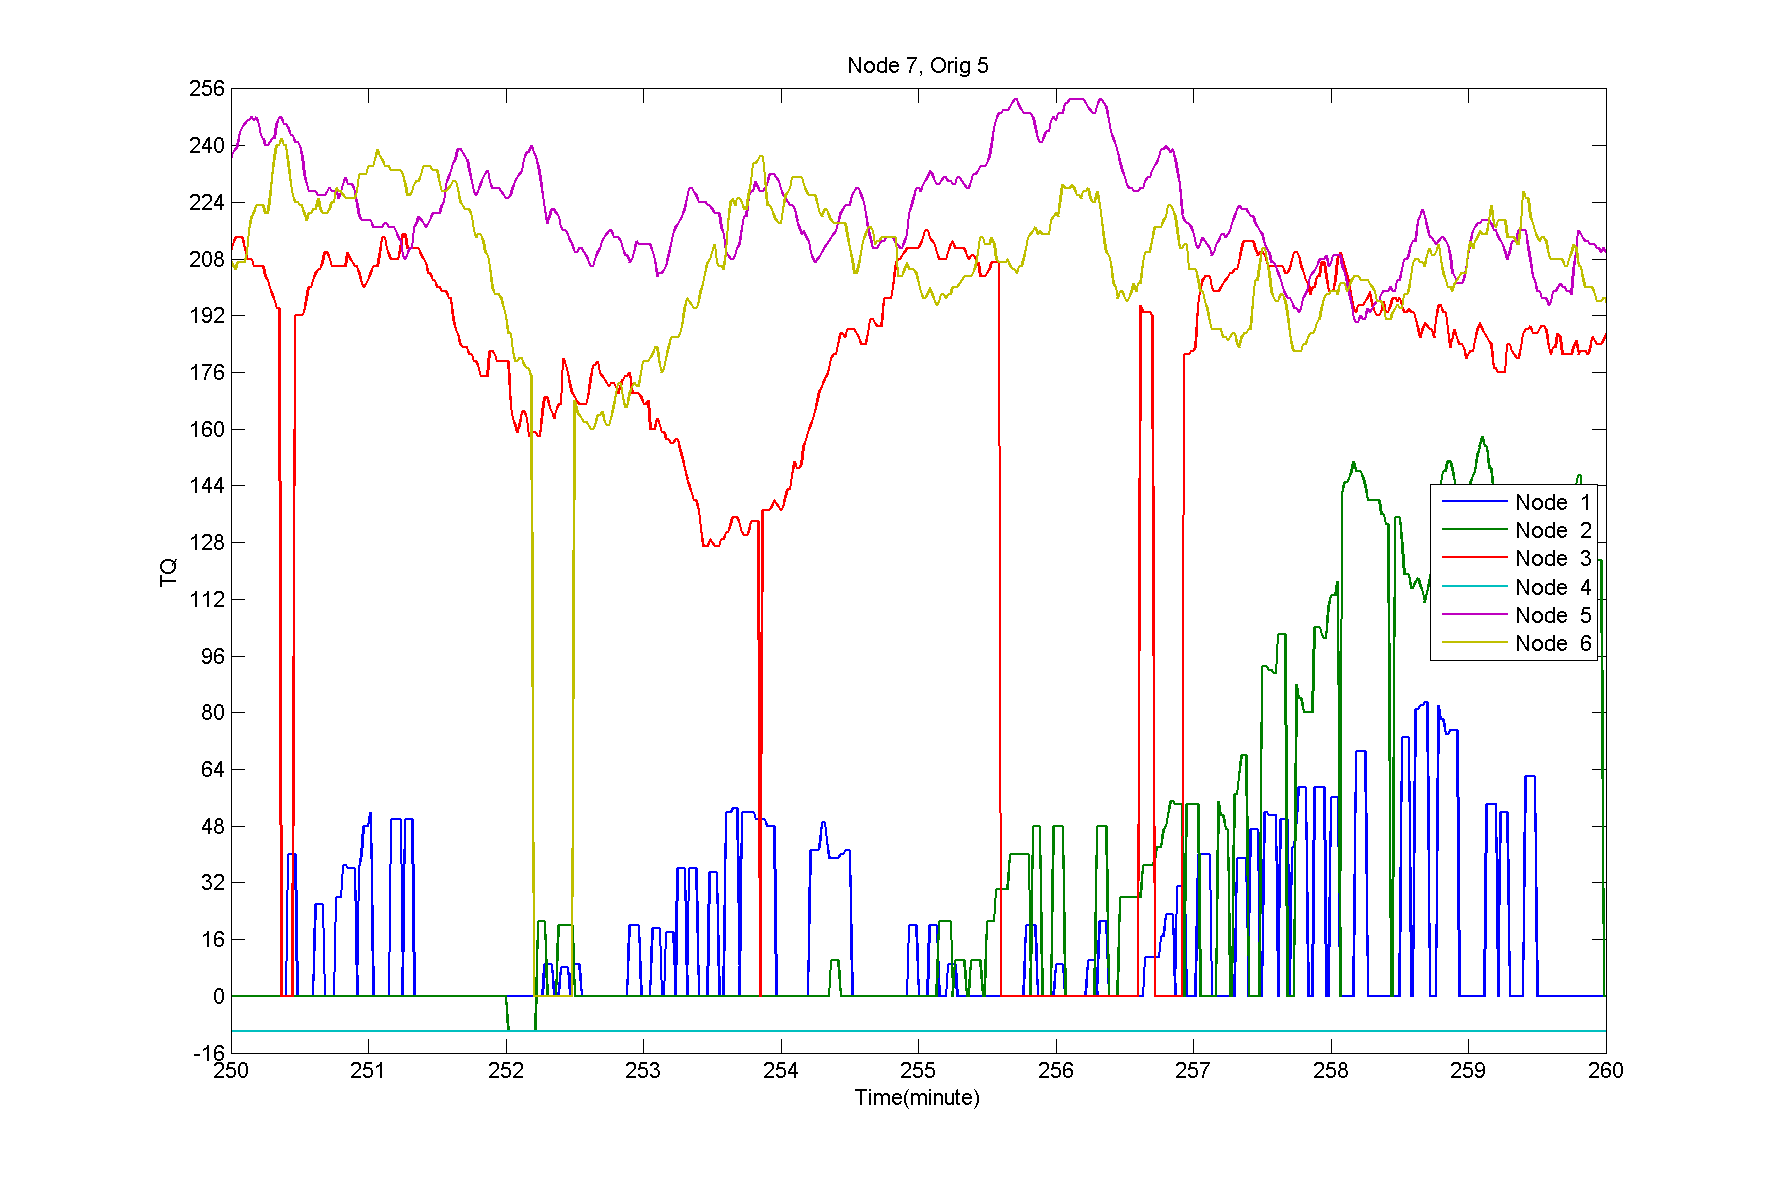 Node 7, Orig 5
256
240
224
208
192
176
160
144
128
112
96
80
64
48
32
16
0
-16
TQ
Node 1
Node 2
Node 3
Node 4
Node 5
Node 6
250 251 252 253 254 255 256 257 258 259 260
Time(minute)